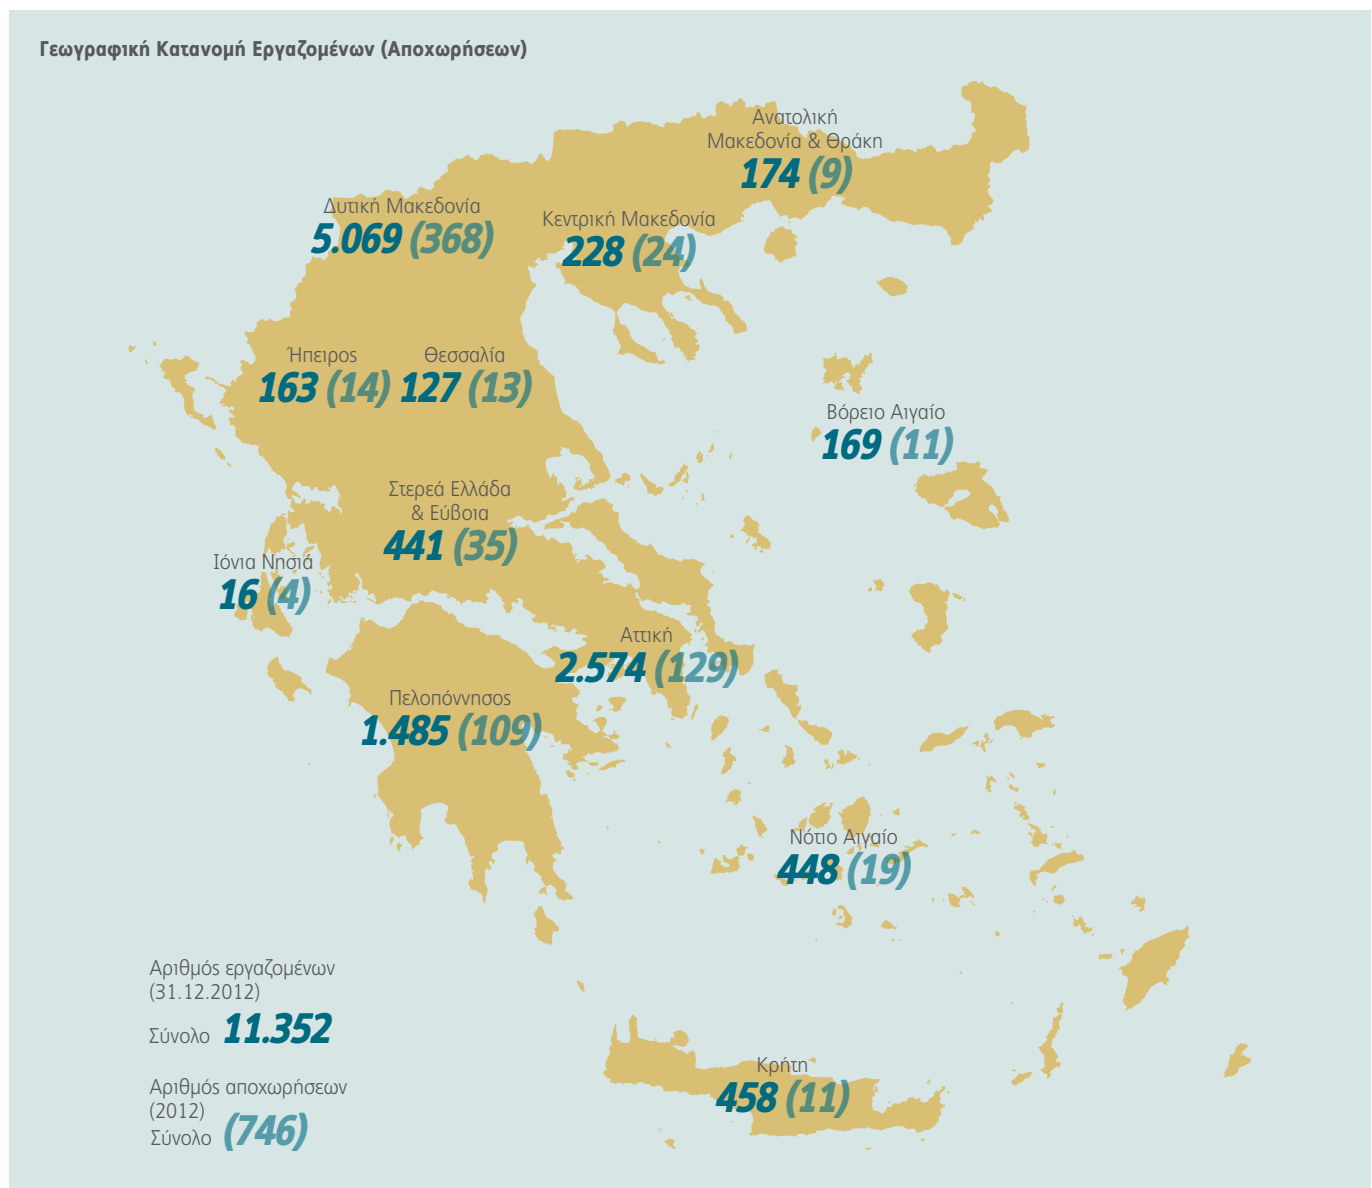 Γεωγραφική Κατανομή Εργαζομένων (Αποχωρήσεων)
Ανατολική
Μακεδονία & Θράκη
174 (9)
Δυτική Μακεδονία
5.069 (368)
Κεντρική Μακεδονία
228 (24)
Ήπειρος
163 (14)
Θεσσαλία
127 (13)
Βόρειο Αιγαίο
169 (11)
Στερεά Ελλάδα
& Εύβοια
441 (35)
Ιόνια Νησιά
16 (4)
Αττική
2.574 (129)
Πελοπόννησος
1.485 (109)
Νότιο Αιγαίο
448 (19)
Αριθμός εργαζομένων
(31.12.2012)
Σύνολο 11.352
Αριθμός αποχωρήσεων
(2012)
Σύνολο (746)
Κρήτη
458 (11)